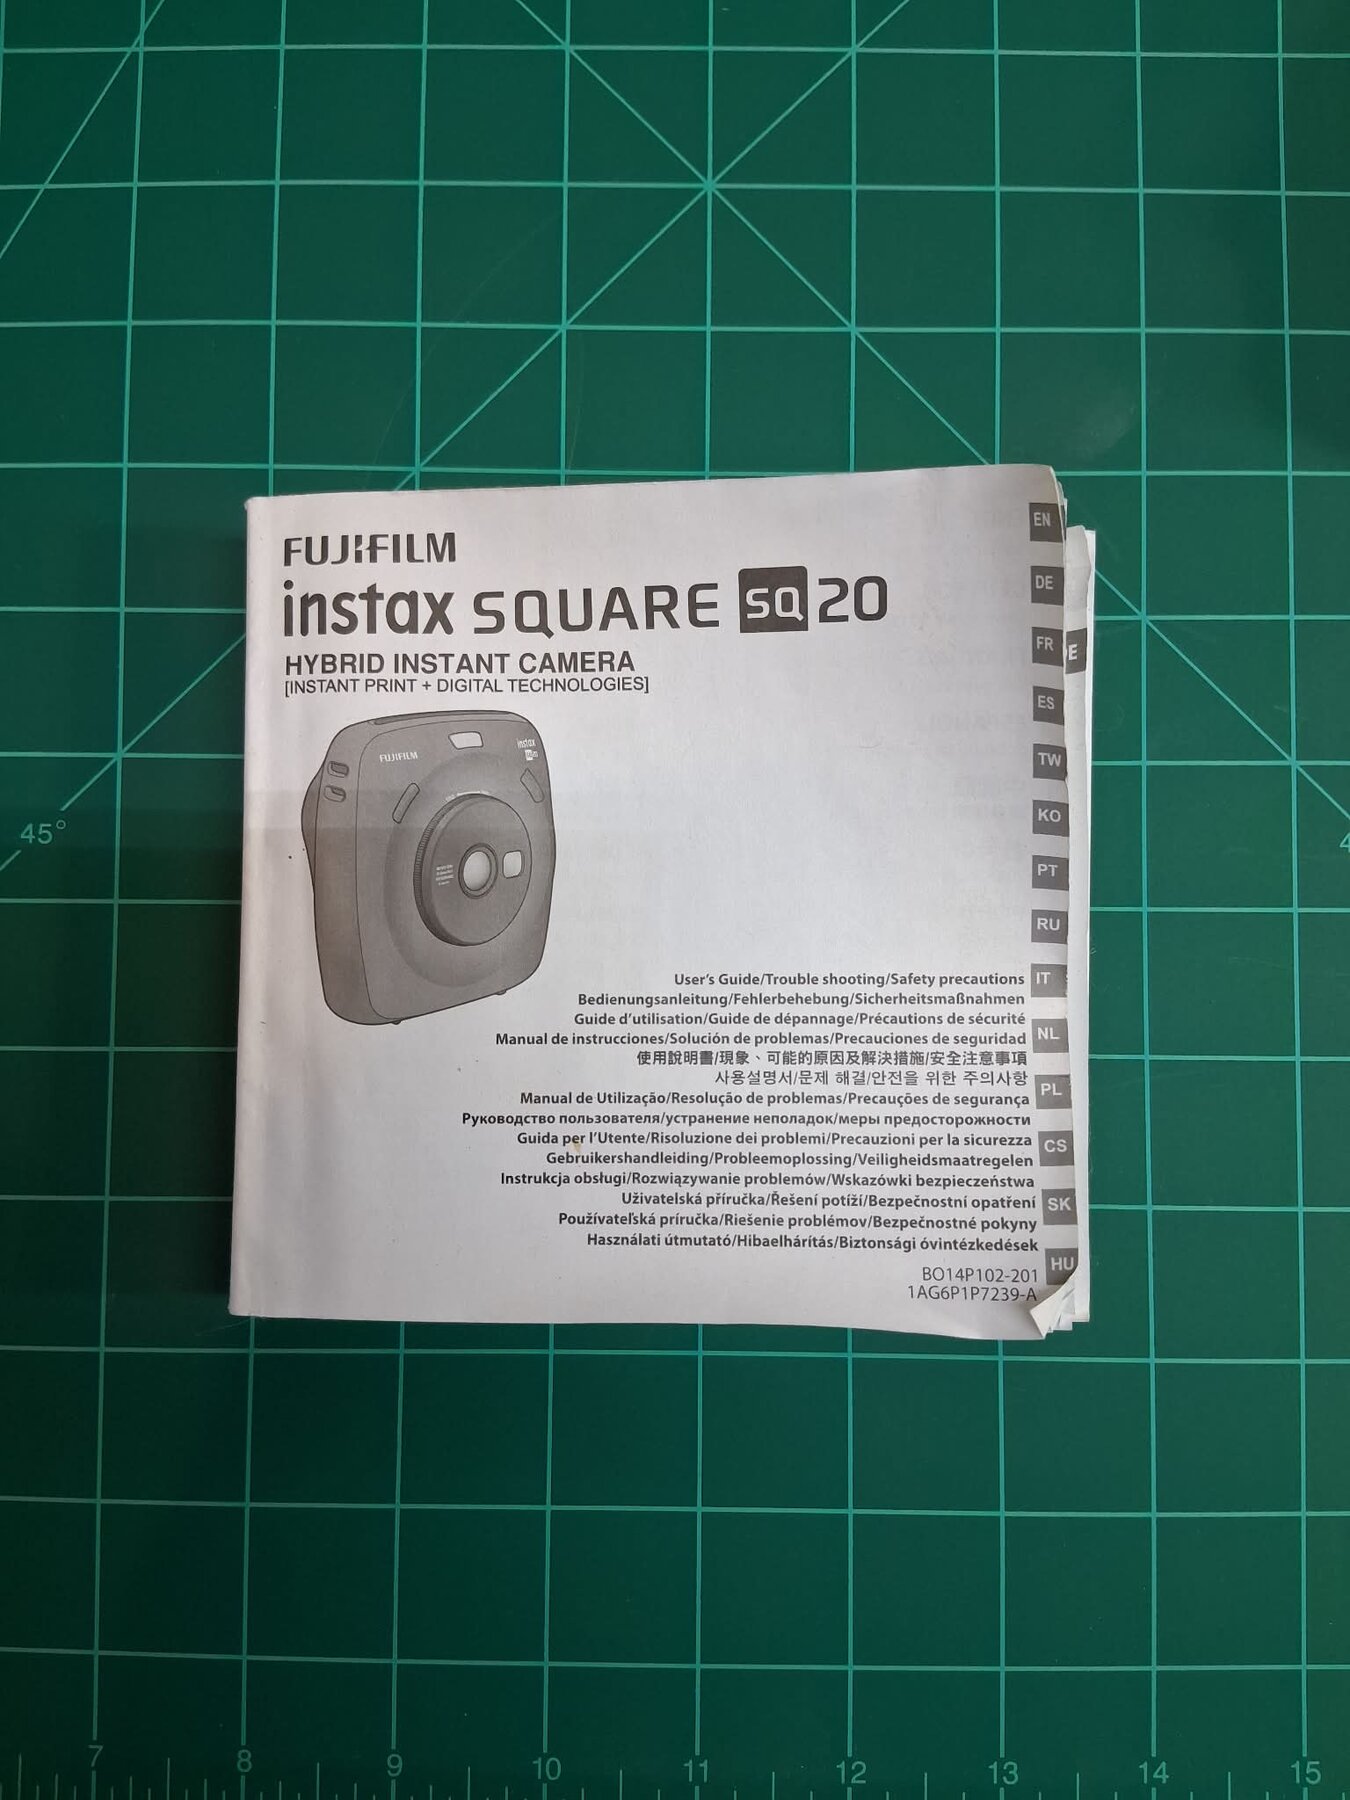 FUJIFILM
instax SQUARE SQ 20
HYBRID INSTANT CAMERA
[INSTANT PRINT + DIGITAL TECHNOLOGIES]
FUJIFILM
instax
EN
DE
FR
E
ES
TW
KO
PT
RU
IT
NL
PL
CS
SK
HU
User's Guide/Trouble shooting/Safety precautions
Bedienungsanleitung/Fehlerbehebung/Sicherheitsmaßnahmen
Guide d'utilisation/Guide de dépannage/Précautions de sécurité
Manual de instrucciones/Solución de problemas/Precauciones de seguridad
使用說明書/現象、可能的原因及解決措施/安全注意事項
사용설명서/문제 해결/안전을 위한 주의사항
Manual de Utilização/Resolução de problemas/Precauções de segurança
Руководство пользователя/устранение неполадок/меры предосторожности
Guida per l'Utente/Risoluzione dei problemi/Precauzioni per la sicurezza
Gebruikershandleiding/Probleemoplossing/Veiligheidsmaatregelen
Instrukcja obsługi/Rozwiązywanie problemów/Wskazówki bezpieczeństwa
Uživatelská příručka/Řešení potíží/Bezpečnostní opatření
Používateľská príručka/Riešenie problémov/Bezpečnostné pokyny
Használati útmutató/Hibaelhárítás/Biztonsági óvintézkedések
BO14P102-201
1AG6P1P7239-A
45°
7 8 9 10 11 12 13 14 15